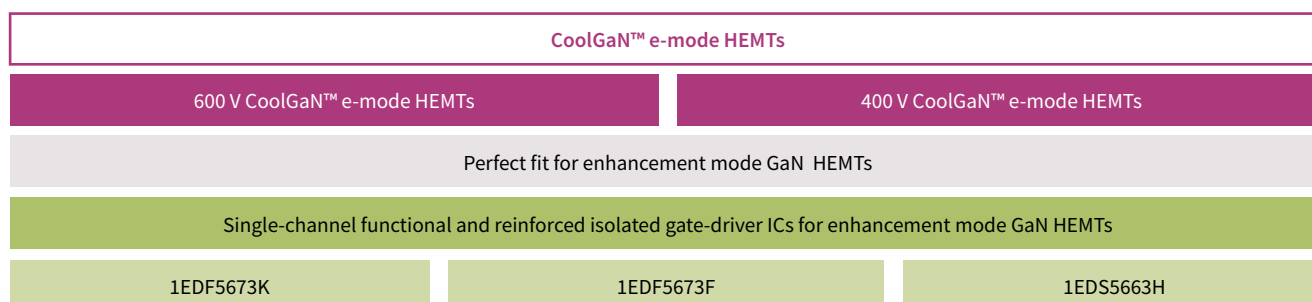 CoolGaN™ e-mode HEMTs
600 V CoolGaN™ e-mode HEMTs
400 V CoolGaN™ e-mode HEMTs
Perfect fit for enhancement mode GaN HEMTs
Single-channel functional and reinforced isolated gate-driver ICs for enhancement mode GaN HEMTs
1EDF5673K
1EDF5673F
1EDS5663H